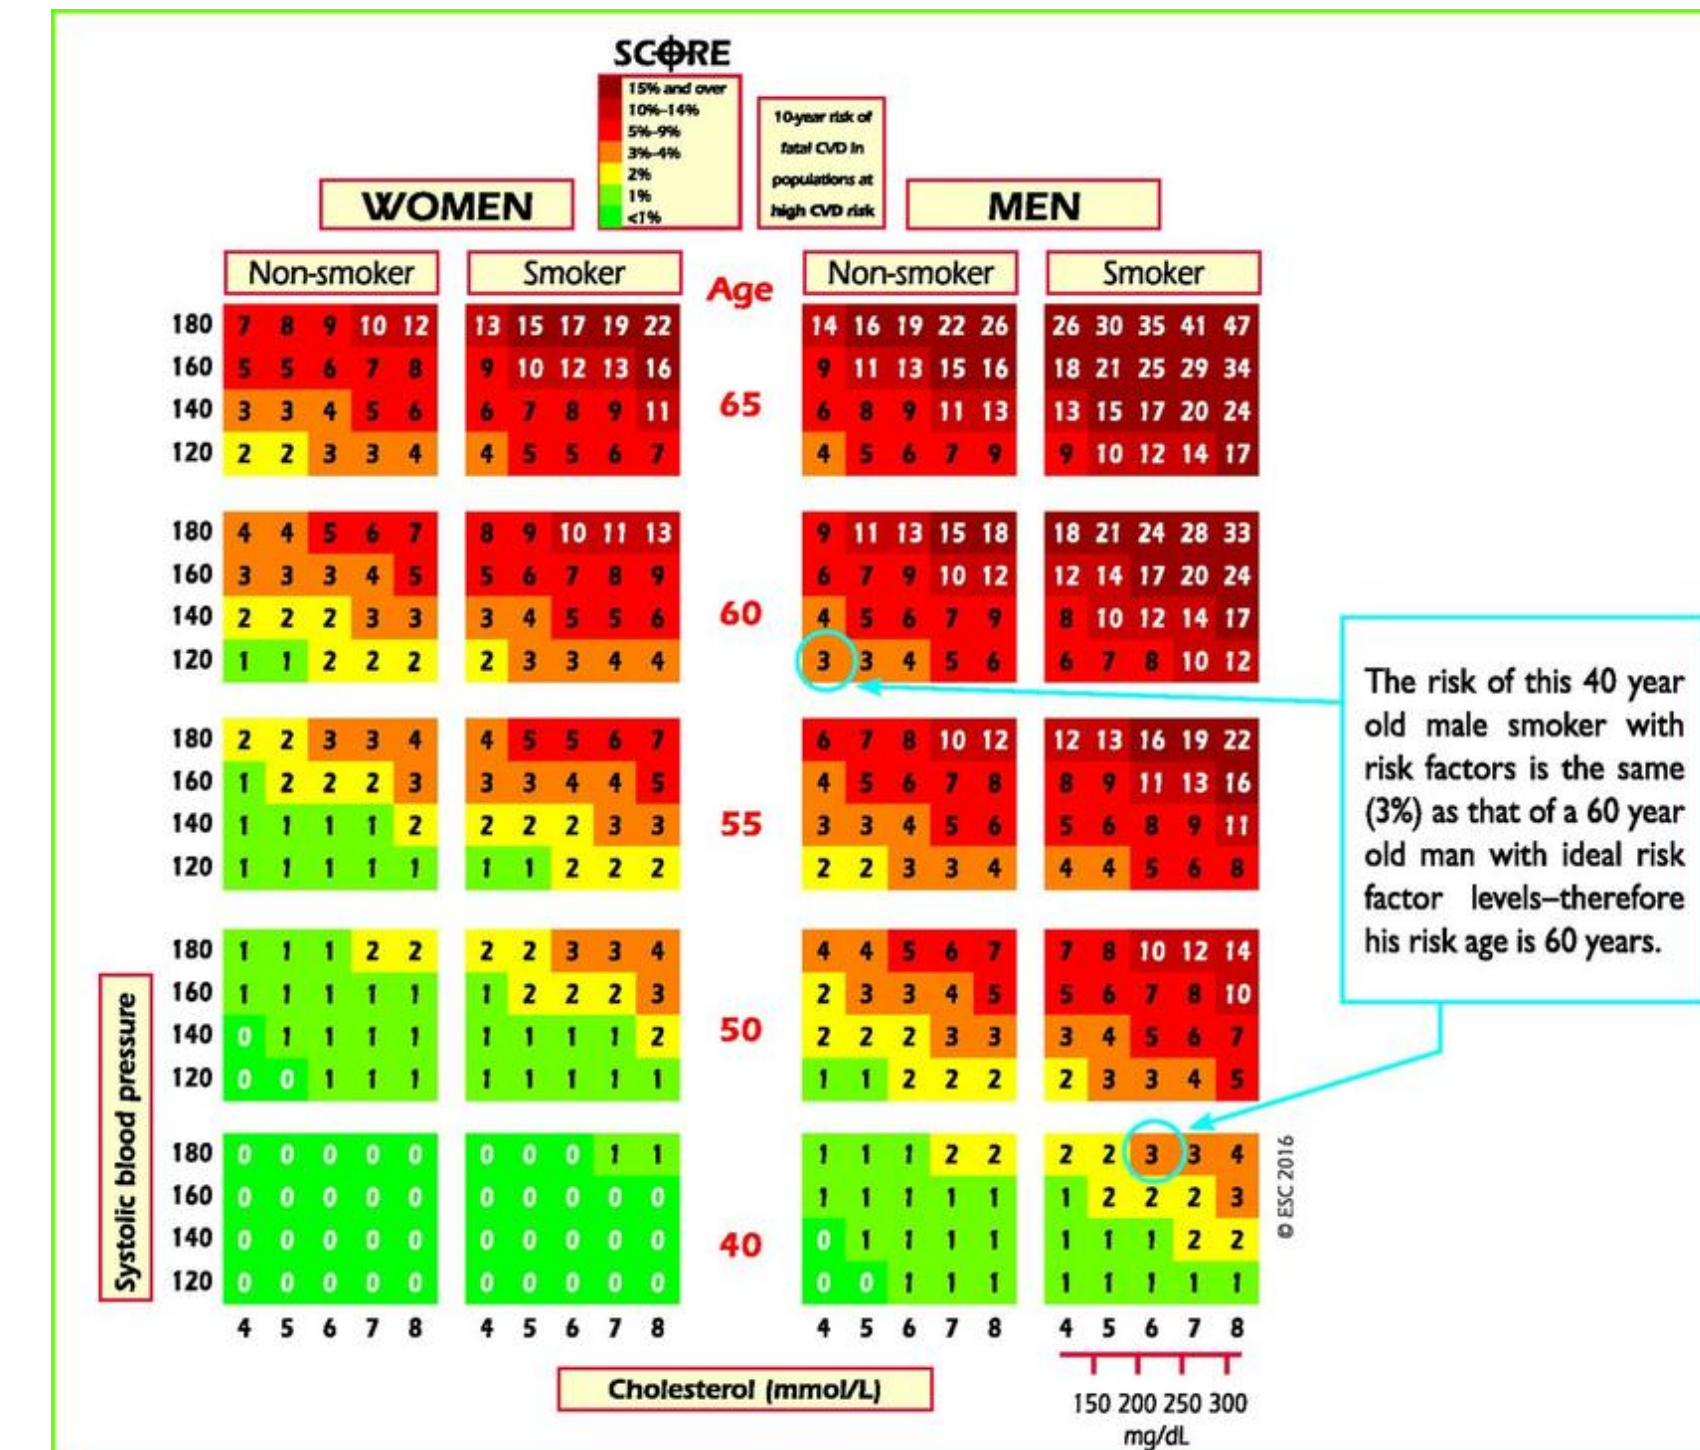 SCORE
15% and over
10%–14%
5%–9%
3%–4%
2%
1%
<1%
10-year risk of
fatal CVD in
populations at
high CVD risk
WOMEN
MEN
Non-smoker Smoker Age Non-smoker Smoker
180 7 8 9 10 12 13 15 17 19 22 14 16 19 22 26 26 30 35 41 47
160 5 5 6 7 8 9 10 12 13 16 9 11 13 15 16 18 21 25 29 34
65
140 3 3 4 5 6 6 7 8 9 11 6 8 9 11 13 13 15 17 20 24
120 2 2 3 3 4 4 5 5 6 7 4 5 6 7 9 9 10 12 14 17
180 4 4 5 6 7 8 9 10 11 13 9 11 13 15 18 18 21 24 28 33
160 3 3 3 4 5 5 6 7 8 9 6 7 9 10 12 12 14 17 20 24
60
140 2 2 2 3 3 3 4 5 5 6 4 5 6 7 9 8 10 12 14 17
120 1 1 2 2 2 2 3 3 4 4 3 3 4 5 6 6 7 8 10 12
180 2 2 3 3 4 4 5 5 6 7 6 7 8 10 12 12 13 16 19 22
160 1 2 2 2 3 3 3 4 4 5 4 5 6 7 8 8 9 11 13 16
55
140 1 1 1 1 2 2 2 2 3 3 3 3 4 5 6 5 6 8 9 11
120 1 1 1 1 1 1 1 2 2 2 2 2 3 3 4 4 4 5 6 8
180 1 1 1 2 2 2 2 3 3 4 4 4 5 6 7 7 8 10 12 14
160 1 1 1 1 1 1 2 2 2 3 2 3 3 4 5 5 6 7 8 10
50
140 0 1 1 1 1 1 1 1 1 2 2 2 2 3 3 3 4 5 6 7
120 0 0 1 1 1 1 1 1 1 1 1 1 2 2 2 2 3 3 4 5
180 0 0 0 0 0 0 0 0 1 1 1 1 1 2 2 2 2 3 3 4
160 0 0 0 0 0 0 0 0 0 0 1 1 1 1 1 1 2 2 2 3
40
140 0 0 0 0 0 0 0 0 0 0 0 1 1 1 1 1 1 1 2 2
120 0 0 0 0 0 0 0 0 0 0 0 0 1 1 1 1 1 1 1 1
4 5 6 7 8 4 5 6 7 8 4 5 6 7 8 4 5 6 7 8
Systolic blood pressure
Cholesterol (mmol/L)
150 200 250 300
mg/dL
© ESC 2016
The risk of this 40 year
old male smoker with
risk factors is the same
(3%) as that of a 60 year
old man with ideal risk
factor levels–therefore
his risk age is 60 years.